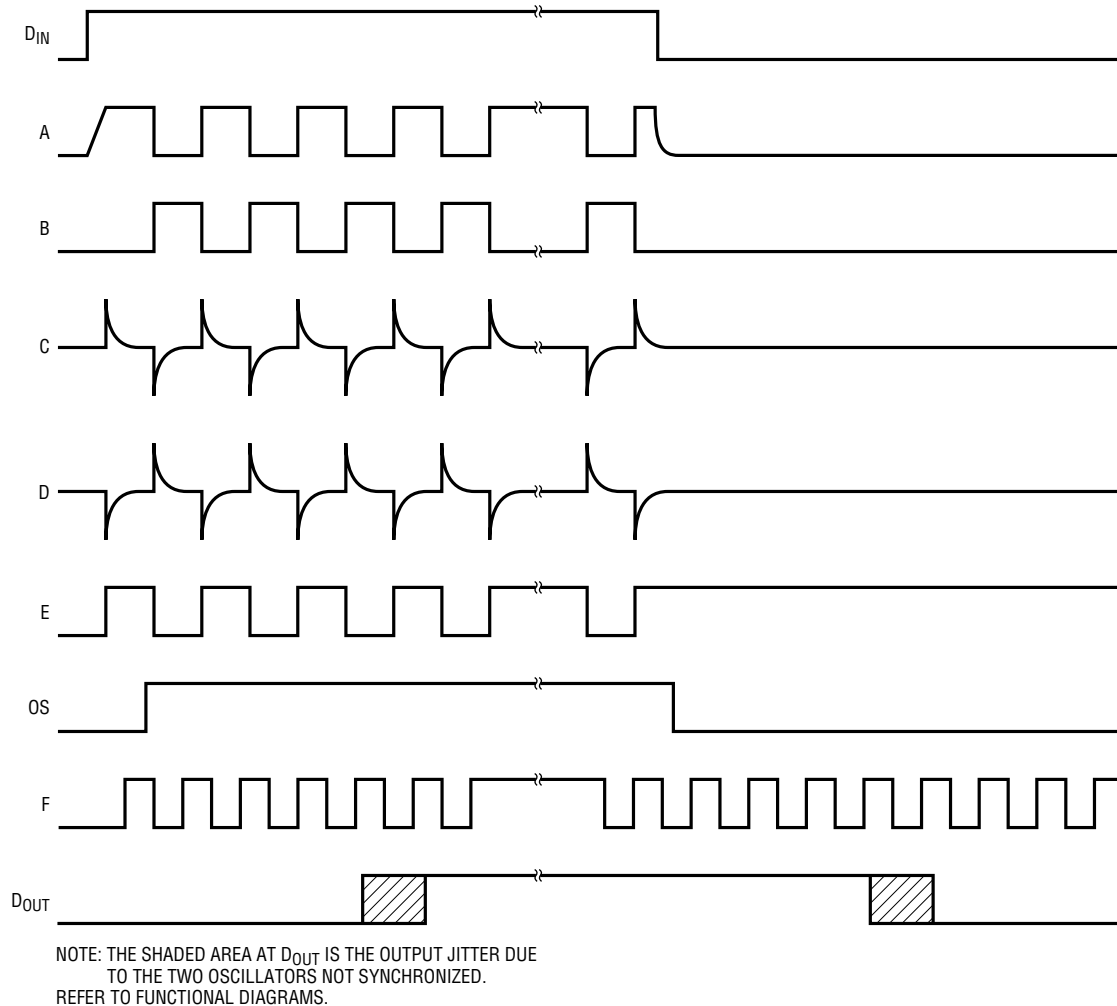 DIN
A
B
C
D
E
OS
F
DOUT
NOTE: THE SHADED AREA AT DOUT IS THE OUTPUT JITTER DUE
TO THE TWO OSCILLATORS NOT SYNCHRONIZED.
REFER TO FUNCTIONAL DIAGRAMS.